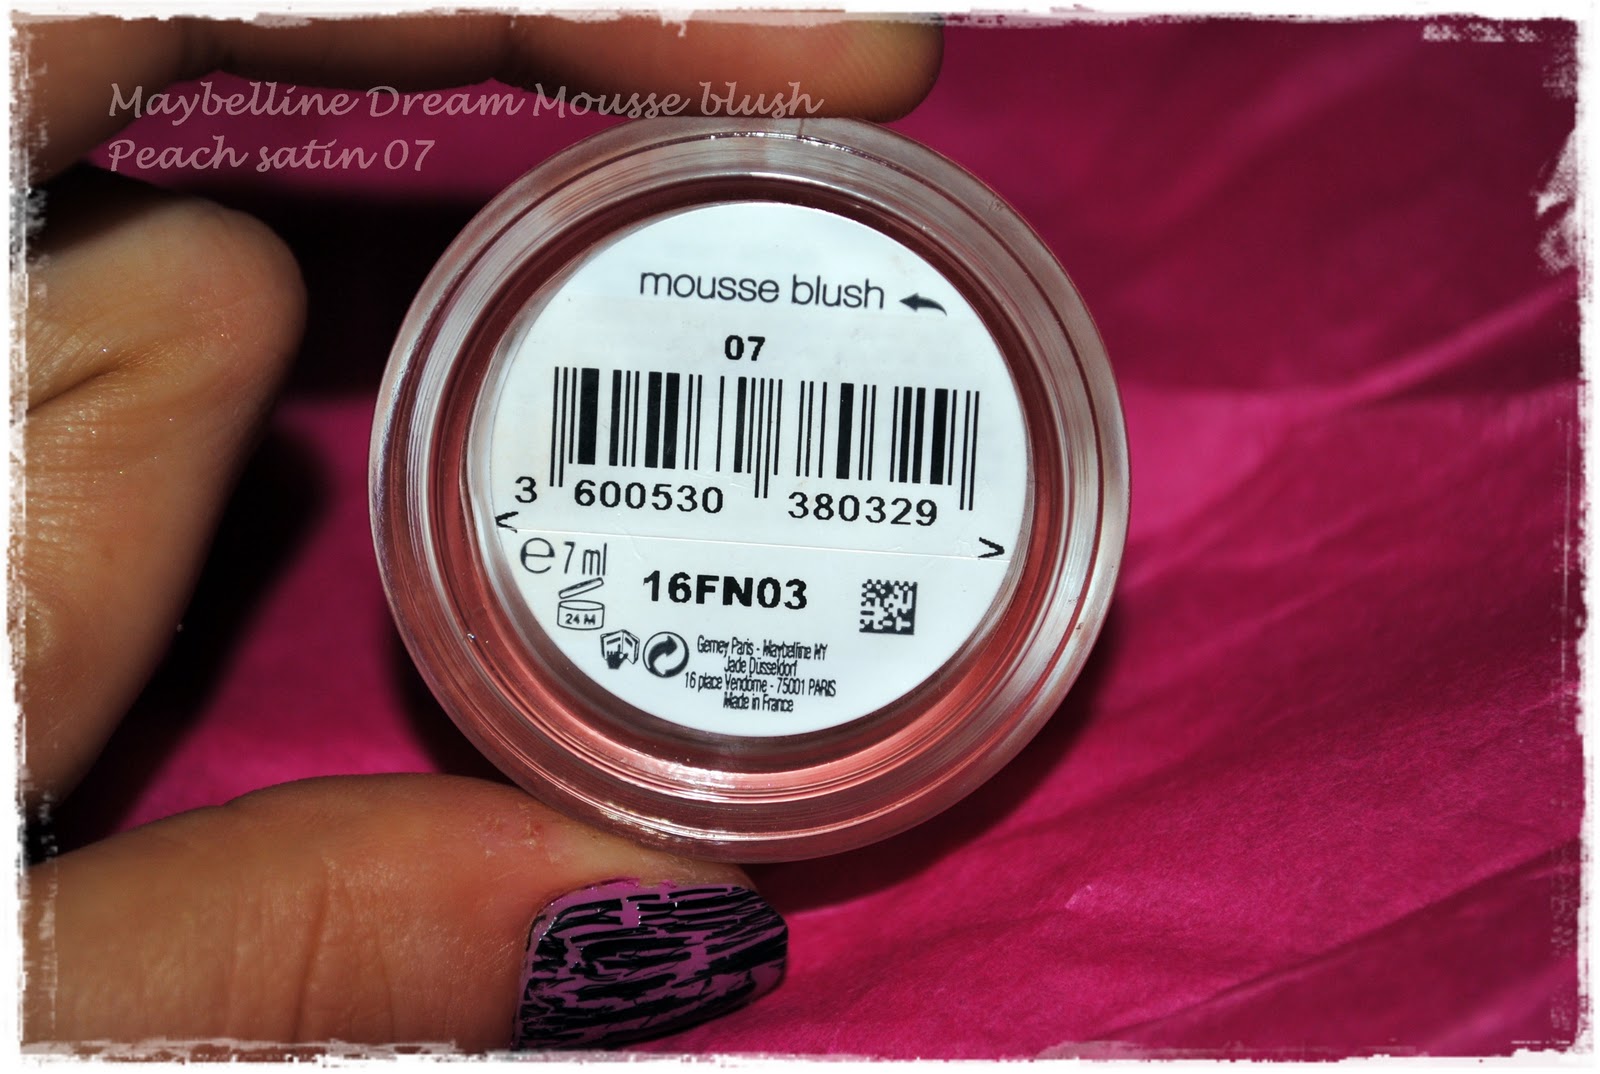 Maybelline Dream Mousse blush
Peach satin 07
mousse blush
07
3 600530 380329
< >
e 7 ml
24 M
16FN03
Gemey Paris - Maybelline NY
Jade Düsseldorf
16 place Vendôme - 75001 PARIS
Made in France